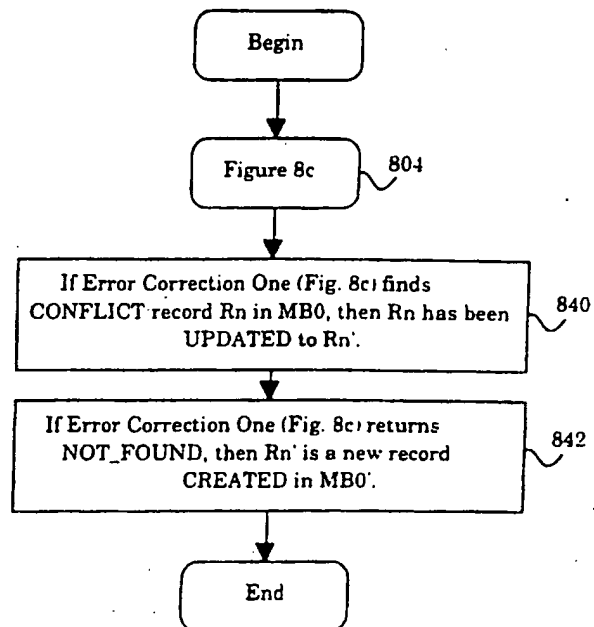 Begin
Figure 8c
804
If Error Correction One (Fig. 8c) finds
CONFLICT record Rn in MB0, then Rn has been
UPDATED to Rn'.
840
If Error Correction One (Fig. 8c) returns
NOT_FOUND, then Rn' is a new record
CREATED in MB0'.
842
End